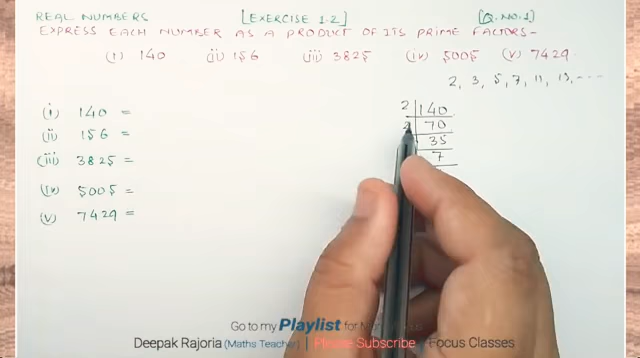 REAL NUMBERS [EXERCISE 1.2] [Q.NO.1]
EXPRESS EACH NUMBER AS A PRODUCT OF ITS PRIME FACTORS-
(i) 140 (ii) 156 (iii) 3825 (iv) 5005 (v) 7429.
2, 3, 5, 7, 11, 13, ---
(i) 140 =
(ii) 156 =
(iii) 3825 =
(iv) 5005 =
(v) 7429 =
2 140
2 70
35
7
Go to my Playlist for
Deepak Rajoria (Maths Teacher) | Please Subscribe | Focus Classes